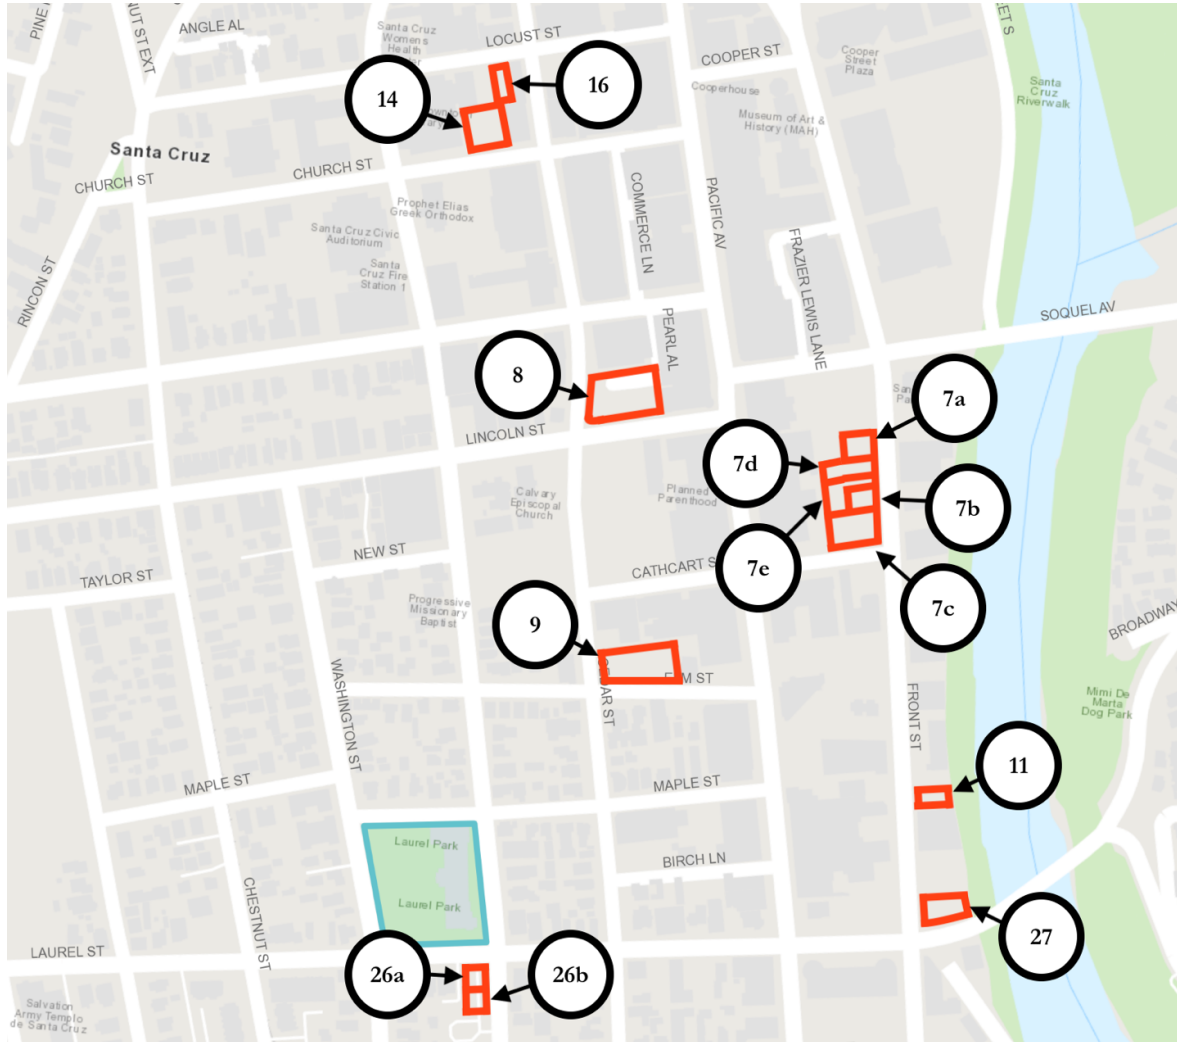 PINE
NUT ST EXT
ANGLE AL
Santa Cruz
Womens
Health
LOCUST ST
COOPER ST
Cooper
Street
Plaza
EET S
Santa
Cruz
Riverwalk
16
14
Cooperhouse
Museum of Art &
History (MAH)
Santa Cruz
CHURCH ST
CHURCH ST
COMMERCE LN
PACIFIC AV
Prophet Elias
Greek Orthodox
Santa Cruz Civic
Auditorium
Santa
Cruz Fire
Station 1
RINCON ST
FRAZIER LEWIS LANE
SOQUEL AV
PEARL AL
8
LINCOLN ST
7a
7d
7b
7e
7c
Planned
Parenthood
Calvary
Episcopal
Church
NEW ST
CATHCART S
TAYLOR ST
Progressive
Missionary
Baptist
9
BROADWAY
WASHINGTON ST
CEDAR ST
ELM ST
FRONT ST
Mimi De
Marta
Dog Park
MAPLE ST
MAPLE ST
11
Laurel Park
BIRCH LN
Laurel Park
CHESTNUT ST
27
LAUREL ST
26a
26b
Salvation
Army Templo
de Santa Cruz